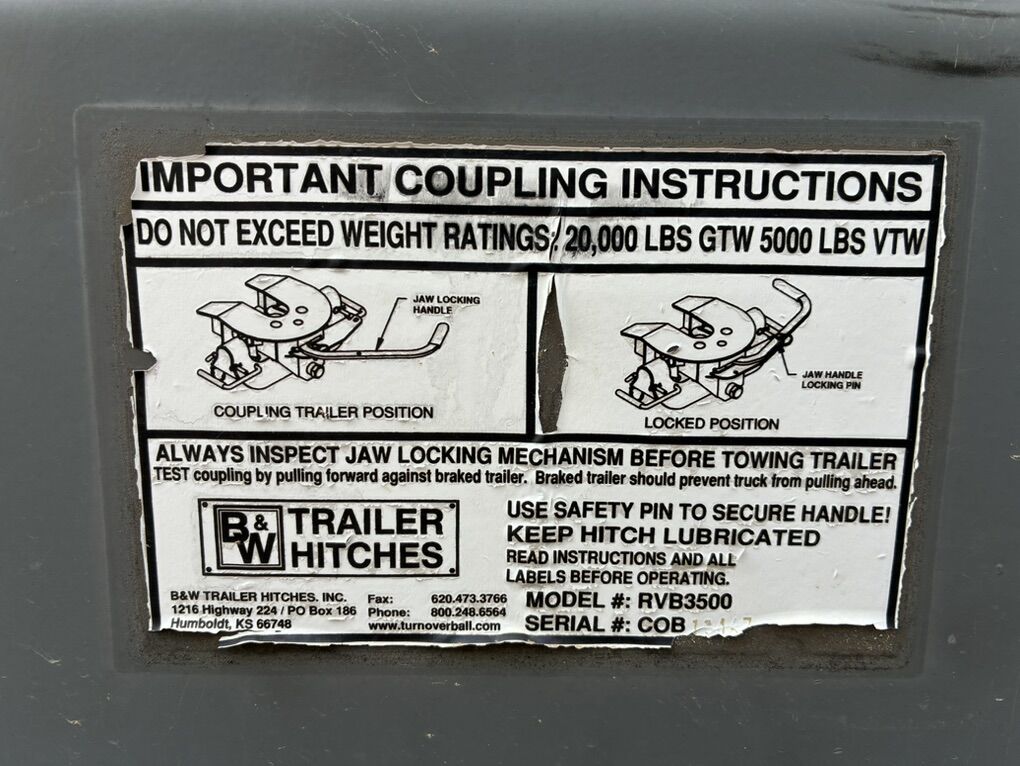 IMPORTANT COUPLING INSTRUCTIONS
DO NOT EXCEED WEIGHT RATINGS: 20,000 LBS GTW 5000 LBS VTW
JAW LOCKING
HANDLE
COUPLING TRAILER POSITION
JAW HANDLE
LOCKING PIN
LOCKED POSITION
ALWAYS INSPECT JAW LOCKING MECHANISM BEFORE TOWING TRAILER
TEST coupling by pulling forward against braked trailer. Braked trailer should prevent truck from pulling ahead.
B&W TRAILER
HITCHES
B&W TRAILER HITCHES. INC.
1216 Highway 224 / PO Box 186
Humboldt, KS 66748
Fax: 620.473.3766
Phone: 800.248.6564
www.turnoverball.com
USE SAFETY PIN TO SECURE HANDLE!
KEEP HITCH LUBRICATED
READ INSTRUCTIONS AND ALL
LABELS BEFORE OPERATING.
MODEL #: RVB3500
SERIAL #: COB